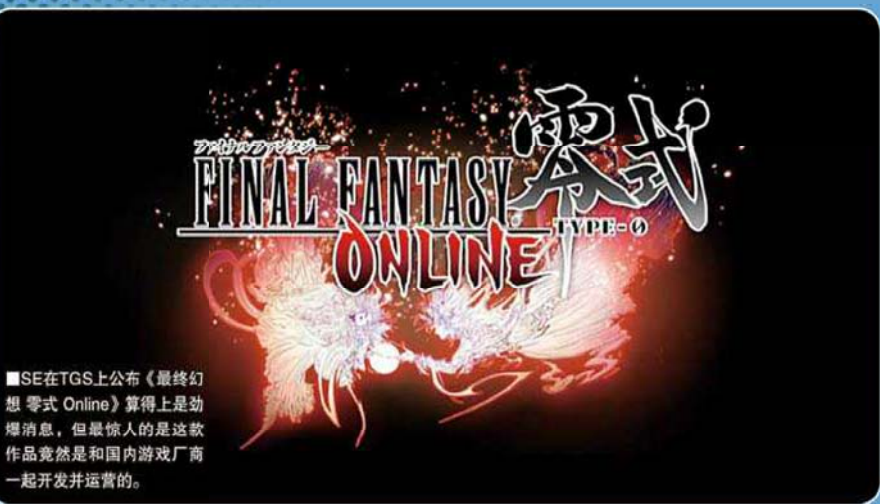 ファイナルファンタジー
FINAL FANTASY 零式
TYPE-0
ONLINE
■SE在TGS上公布《最终幻
想 零式 Online》算得上是劲
爆消息，但最惊人的是这款
作品竟然是和国内游戏厂商
一起开发并运营的。